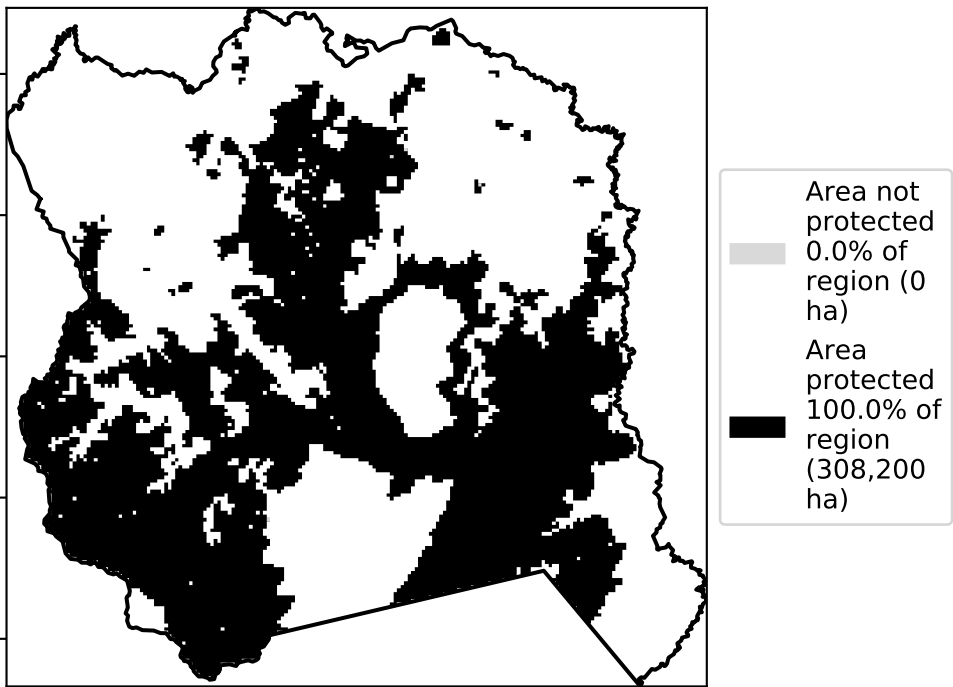 Area not
protected
0.0% of
region (0
ha)
Area
protected
100.0% of
region
(308,200
ha)